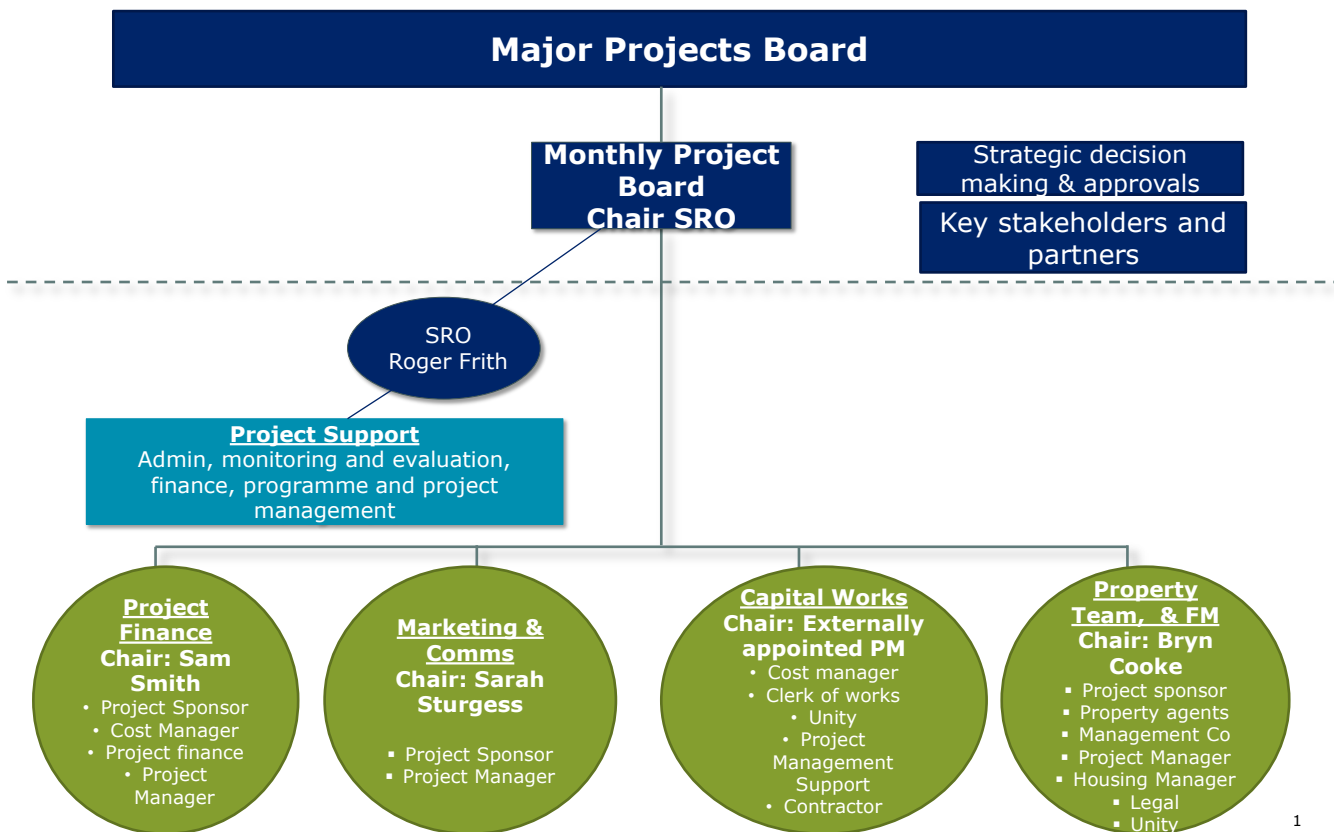 Major Projects Board
Monthly Project
Board
Chair SRO
Strategic decision
making & approvals
Key stakeholders and
partners
SRO
Roger Frith
Project Support
Admin, monitoring and evaluation,
finance, programme and project
management
Project
Finance
Chair: Sam
Smith
• Project Sponsor
• Cost Manager
• Project finance
• Project
Manager
Marketing &
Comms
Chair: Sarah
Sturgess
▪ Project Sponsor
▪ Project Manager
Capital Works
Chair: Externally
appointed PM
• Cost manager
• Clerk of works
• Unity
• Project
Management
Support
• Contractor
Property
Team, & FM
Chair: Bryn
Cooke
▪ Project sponsor
▪ Property agents
▪ Management Co
▪ Project Manager
▪ Housing Manager
▪ Legal
▪ Unity
1